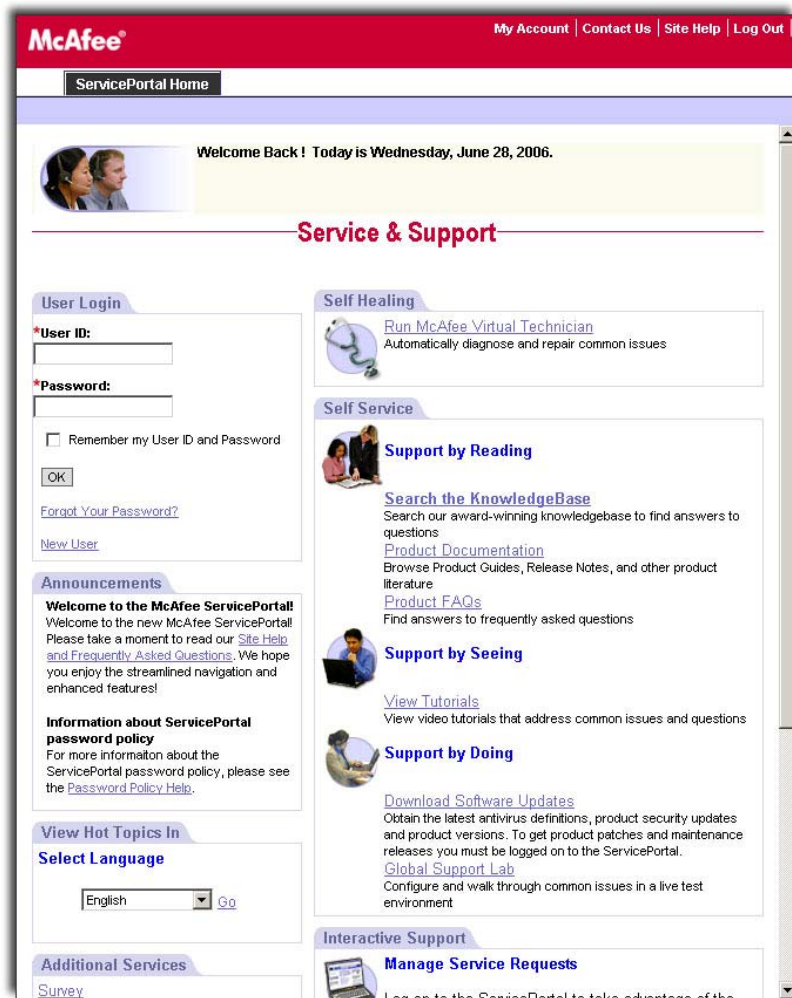 McAfee®
My Account | Contact Us | Site Help | Log Out
ServicePortal Home
Welcome Back ! Today is Wednesday, June 28, 2006.
Service & Support
User Login
*User ID:
*Password:
Remember my User ID and Password
OK
Forgot Your Password?
New User
Announcements
Welcome to the McAfee ServicePortal!
Welcome to the new McAfee ServicePortal!
Please take a moment to read our Site Help
and Frequently Asked Questions. We hope
you enjoy the streamlined navigation and
enhanced features!
Information about ServicePortal
password policy
For more informaiton about the
ServicePortal password policy, please see
the Password Policy Help.
View Hot Topics In
Select Language
English
Go
Additional Services
Survey
Self Healing
Run McAfee Virtual Technician
Automatically diagnose and repair common issues
Self Service
Support by Reading
Search the KnowledgeBase
Search our award-winning knowledgebase to find answers to
questions
Product Documentation
Browse Product Guides, Release Notes, and other product
literature
Product FAQs
Find answers to frequently asked questions
Support by Seeing
View Tutorials
View video tutorials that address common issues and questions
Support by Doing
Download Software Updates
Obtain the latest antivirus definitions, product security updates
and product versions. To get product patches and maintenance
releases you must be logged on to the ServicePortal.
Global Support Lab
Configure and walk through common issues in a live test
environment
Interactive Support
Manage Service Requests
Log on to the ServicePortal to take advantage of the